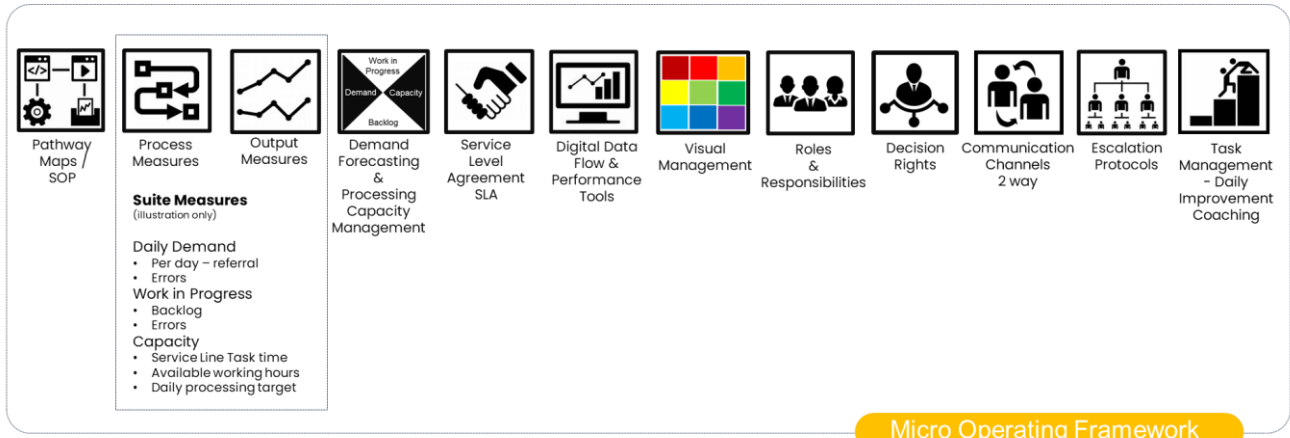 </>
Pathway
Maps /
SOP
Process
Measures
Output
Measures
Work in
Progress
Demand
Capacity
Backlog
Demand
Forecasting
&
Processing
Capacity
Management
Service
Level
Agreement
SLA
Digital Data
Flow &
Performance
Tools
Visual
Management
Roles
&
Responsibilities
Decision
Rights
Communication
Channels
2 way
Escalation
Protocols
Task
Management
- Daily
Improvement
Coaching
Suite Measures
(illustration only)
Daily Demand
• Per day – referral
• Errors
Work in Progress
• Backlog
• Errors
Capacity
• Service Line Task time
• Available working hours
• Daily processing target
Micro Operating Framework